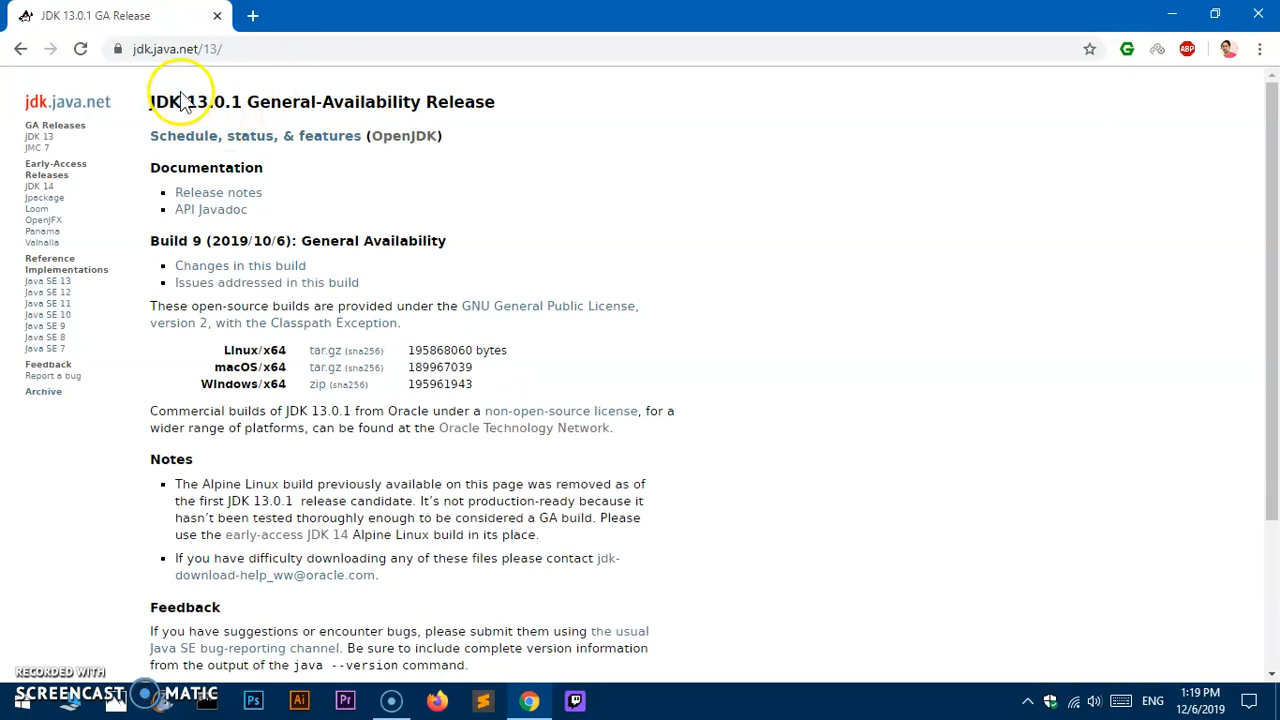 JDK 13.0.1 GA Release
jdk.java.net/13/
ABP
jdk.java.net
GA Releases
JDK 13
JMC 7
Early-Access
Releases
JDK 14
Jpackage
Loom
OpenJFX
Panama
Valhalla
Reference
Implementations
Java SE 13
Java SE 12
Java SE 11
Java SE 10
Java SE 9
Java SE 8
Java SE 7
Feedback
Report a bug
Archive
JDK 13.0.1 General-Availability Release
Schedule, status, & features (OpenJDK)
Documentation
Release notes
API Javadoc
Build 9 (2019/10/6): General Availability
Changes in this build
Issues addressed in this build
These open-source builds are provided under the GNU General Public License,
version 2, with the Classpath Exception.
Linux/x64 tar.gz (sha256) 195868060 bytes
macOS/x64 tar.gz (sha256) 189967039
Windows/x64 zip (sha256) 195961943
Commercial builds of JDK 13.0.1 from Oracle under a non-open-source license, for a
wider range of platforms, can be found at the Oracle Technology Network.
Notes
The Alpine Linux build previously available on this page was removed as of
the first JDK 13.0.1 release candidate. It's not production-ready because it
hasn't been tested thoroughly enough to be considered a GA build. Please
use the early-access JDK 14 Alpine Linux build in its place.
If you have difficulty downloading any of these files please contact jdk-
download-help_ww@oracle.com.
Feedback
If you have suggestions or encounter bugs, please submit them using the usual
Java SE bug-reporting channel. Be sure to include complete version information
from the output of the java --version command.
RECORDED WITH
SCREENCAST MATIC
Ps
Ai
Pr
ENG
1:19 PM
12/6/2019